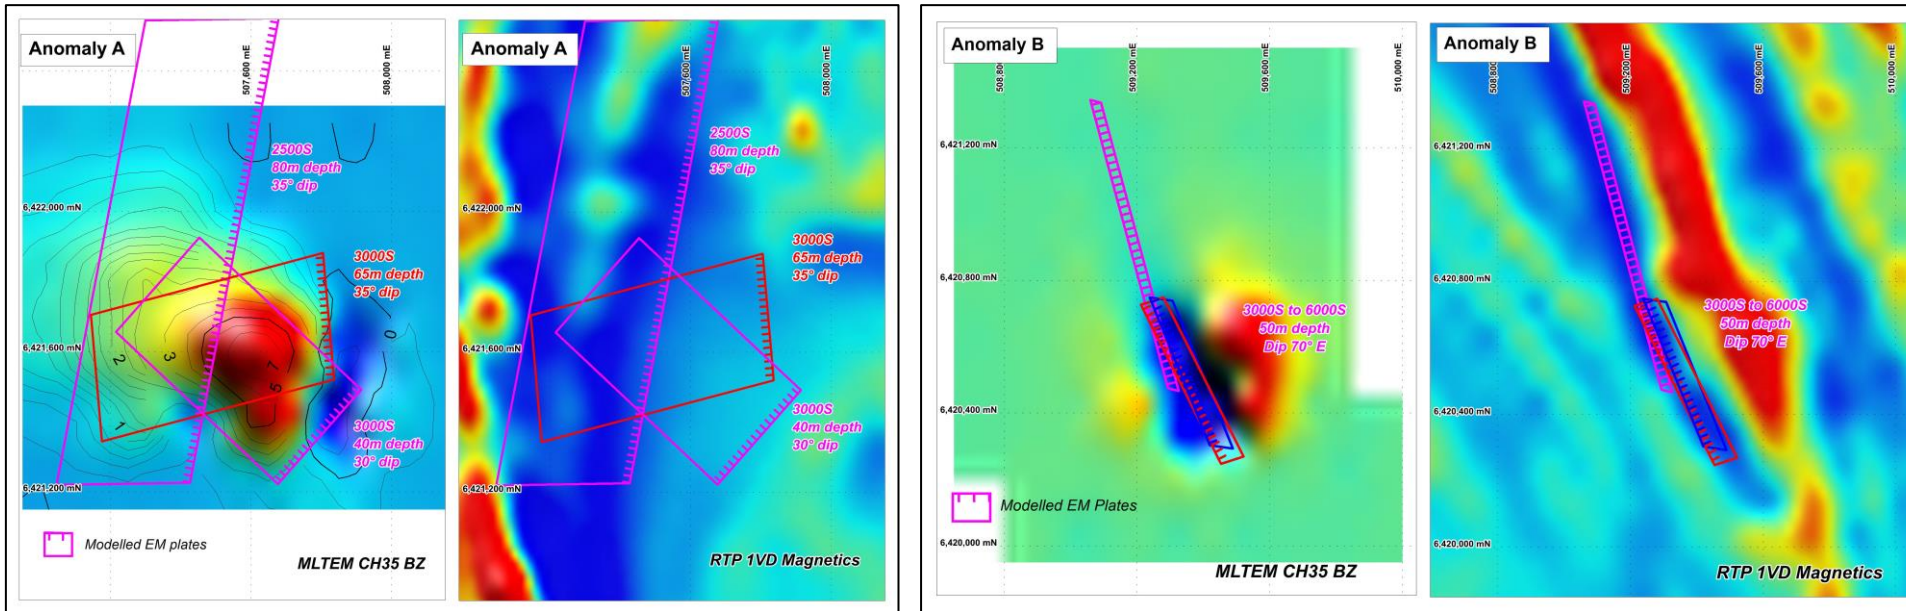 Anomaly A
507,600 mE
508,000 mE
2500S
80m depth
35° dip
6,422,000 mN
3000S
65m depth
35° dip
0
6,421,600 mN
2
3
7
5
1
3000S
40m depth
30° dip
6,421,200 mN
Modelled EM plates
MLTEM CH35 BZ
Anomaly A
507,600 mE
508,000 mE
2500S
80m depth
35° dip
6,422,000 mN
3000S
65m depth
35° dip
6,421,600 mN
3000S
40m depth
30° dip
6,421,200 mN
RTP 1VD Magnetics
Anomaly B
509,200 mE
509,600 mE
510,000 mE
6,421,200 mN
6,420,800 mN
3000S to 6000S
50m depth
Dip 70° E
6,420,400 mN
Modelled EM Plates
6,420,000 mN
MLTEM CH35 BZ
Anomaly B
509,200 mE
509,600 mE
510,000 mE
6,421,200 mN
6,420,800 mN
3000S to 6000S
50m depth
Dip 70° E
6,420,400 mN
6,420,000 mN
RTP 1VD Magnetics